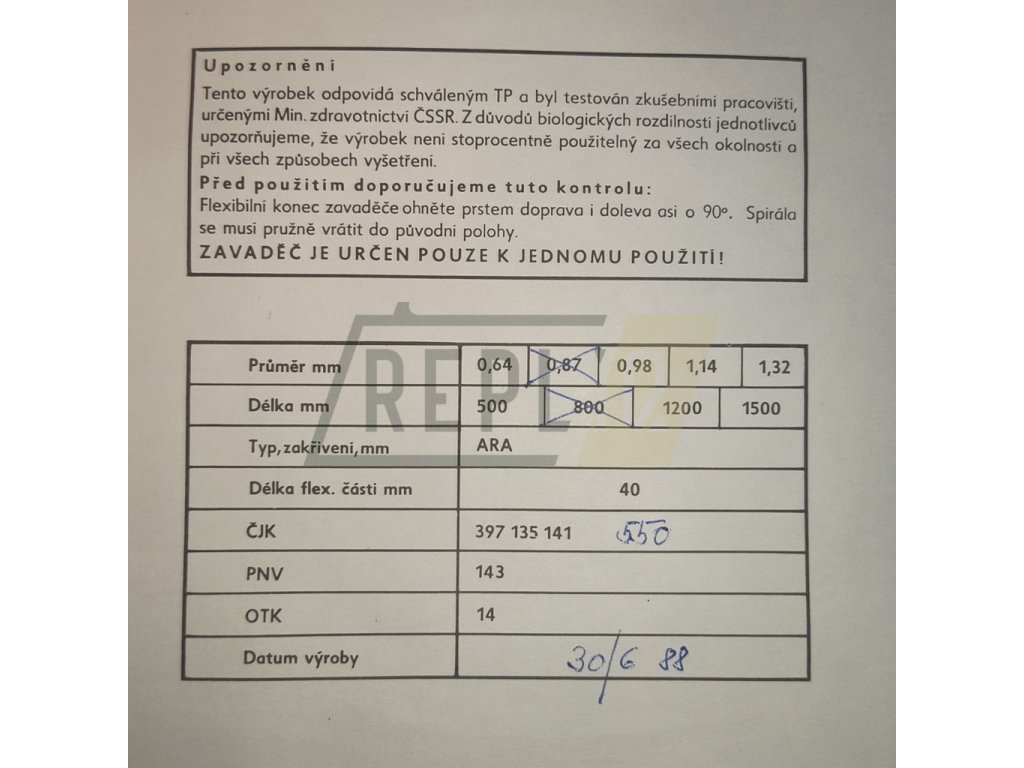 Upozornění
Tento výrobek odpovídá schváleným TP a byl testován zkušebními pracovišti,
určenými Min. zdravotnictví ČSSR. Z důvodů biologických rozdílností jednotlivců
upozorňujeme, že výrobek není stoprocentně použitelný za všech okolností a
při všech způsobech vyšetření.
Před použitím doporučujeme tuto kontrolu:
Flexibilní konec zavaděče ohněte prstem doprava i doleva asi o 90º. Spirála
se musí pružně vrátit do původní polohy.
ZAVADĚČ JE URČEN POUZE K JEDNOMU POUŽITÍ!
Průměr mm 0,64 0,87 0,98 1,14 1,32
Délka mm 500 800 1200 1500
Typ, zakřivení, mm ARA
Délka flex. části mm 40
ČJK 397 135 141 550
PNV 143
OTK 14
Datum výroby 30/6 88